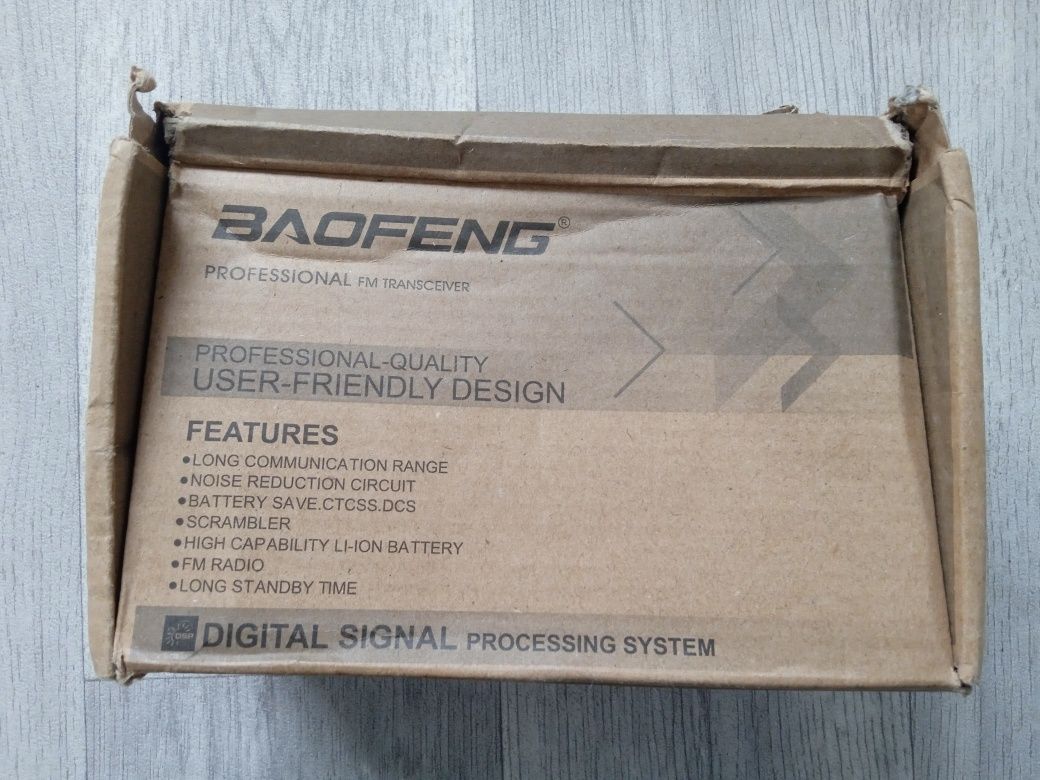 BAOFENG®
PROFESSIONAL FM TRANSCEIVER
PROFESSIONAL-QUALITY
USER-FRIENDLY DESIGN
FEATURES
•LONG COMMUNICATION RANGE
•NOISE REDUCTION CIRCUIT
•BATTERY SAVE.CTCSS.DCS
•SCRAMBLER
•HIGH CAPABILITY LI-ION BATTERY
•FM RADIO
•LONG STANDBY TIME
DSP DIGITAL SIGNAL PROCESSING SYSTEM